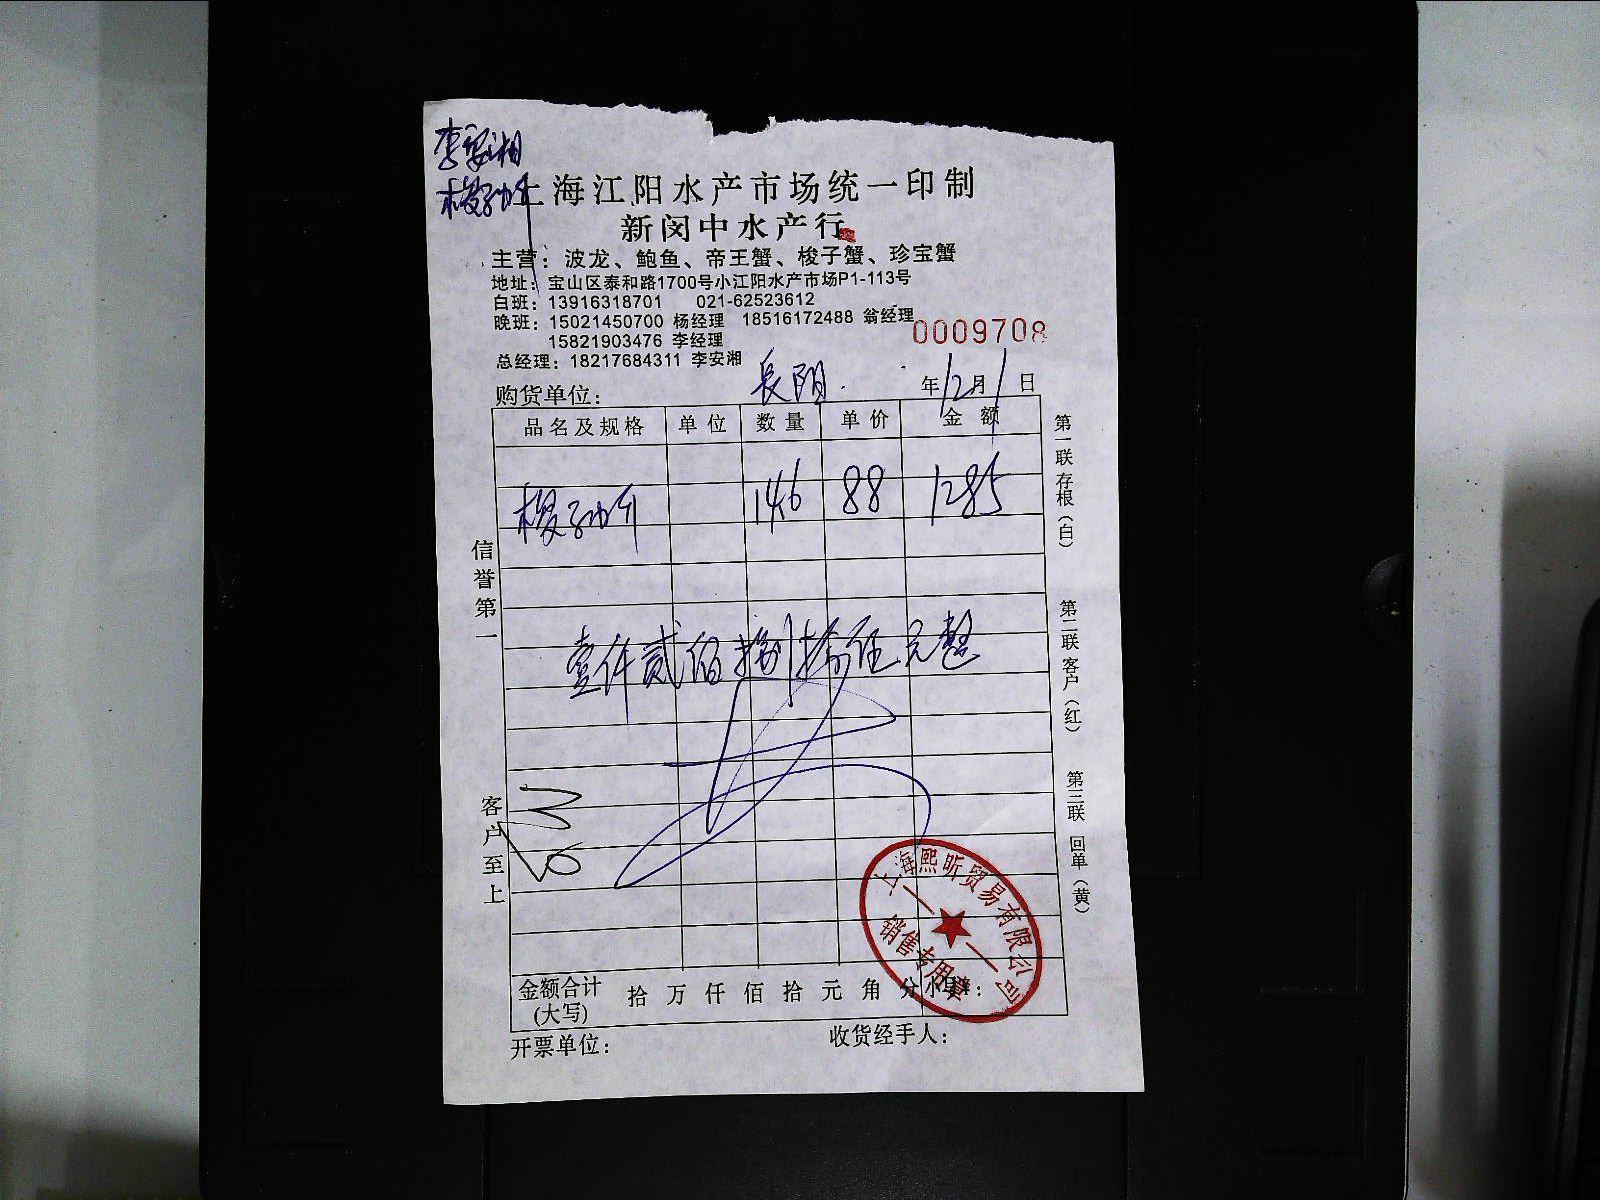 李安湘
梭子
上海江阳水产市场统一印制
新闵中水产行
主营：波龙、鲍鱼、帝王蟹、梭子蟹、珍宝蟹
地址：宝山区泰和路1700号小江阳水产市场P1-113号
白班：13916318701 021-62523612
晚班：15021450700 杨经理 18516172488 翁经理
15821903476 李经理
0009708
总经理：18217684311 李安湘
购货单位： 長阴. 年12月1日
品名及规格 单位 数量 单价 金额
梭子 14.6 88 1285
壹仟贰佰捌拾伍元整
信誉第一
客户至上
第一联 存根（白）
第二联 客户（红）
第三联 回单（黄）
上海熙昕贸易有限公司
销售专用章
金额合计 拾 万 仟 佰 拾 元 角 分 小写：
(大写)
开票单位： 收货经手人：